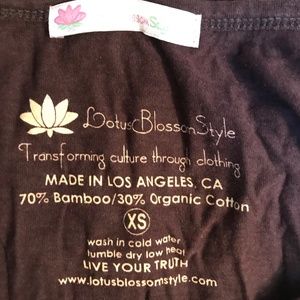 LotusBlossomStyle
Transforming culture through clothing
MADE IN LOS ANGELES, CA
70% Bamboo/30% Organic Cotton
XS
wash in cold water
tumble dry low heat
LIVE YOUR TRUTH
www.lotusblossomstyle.com